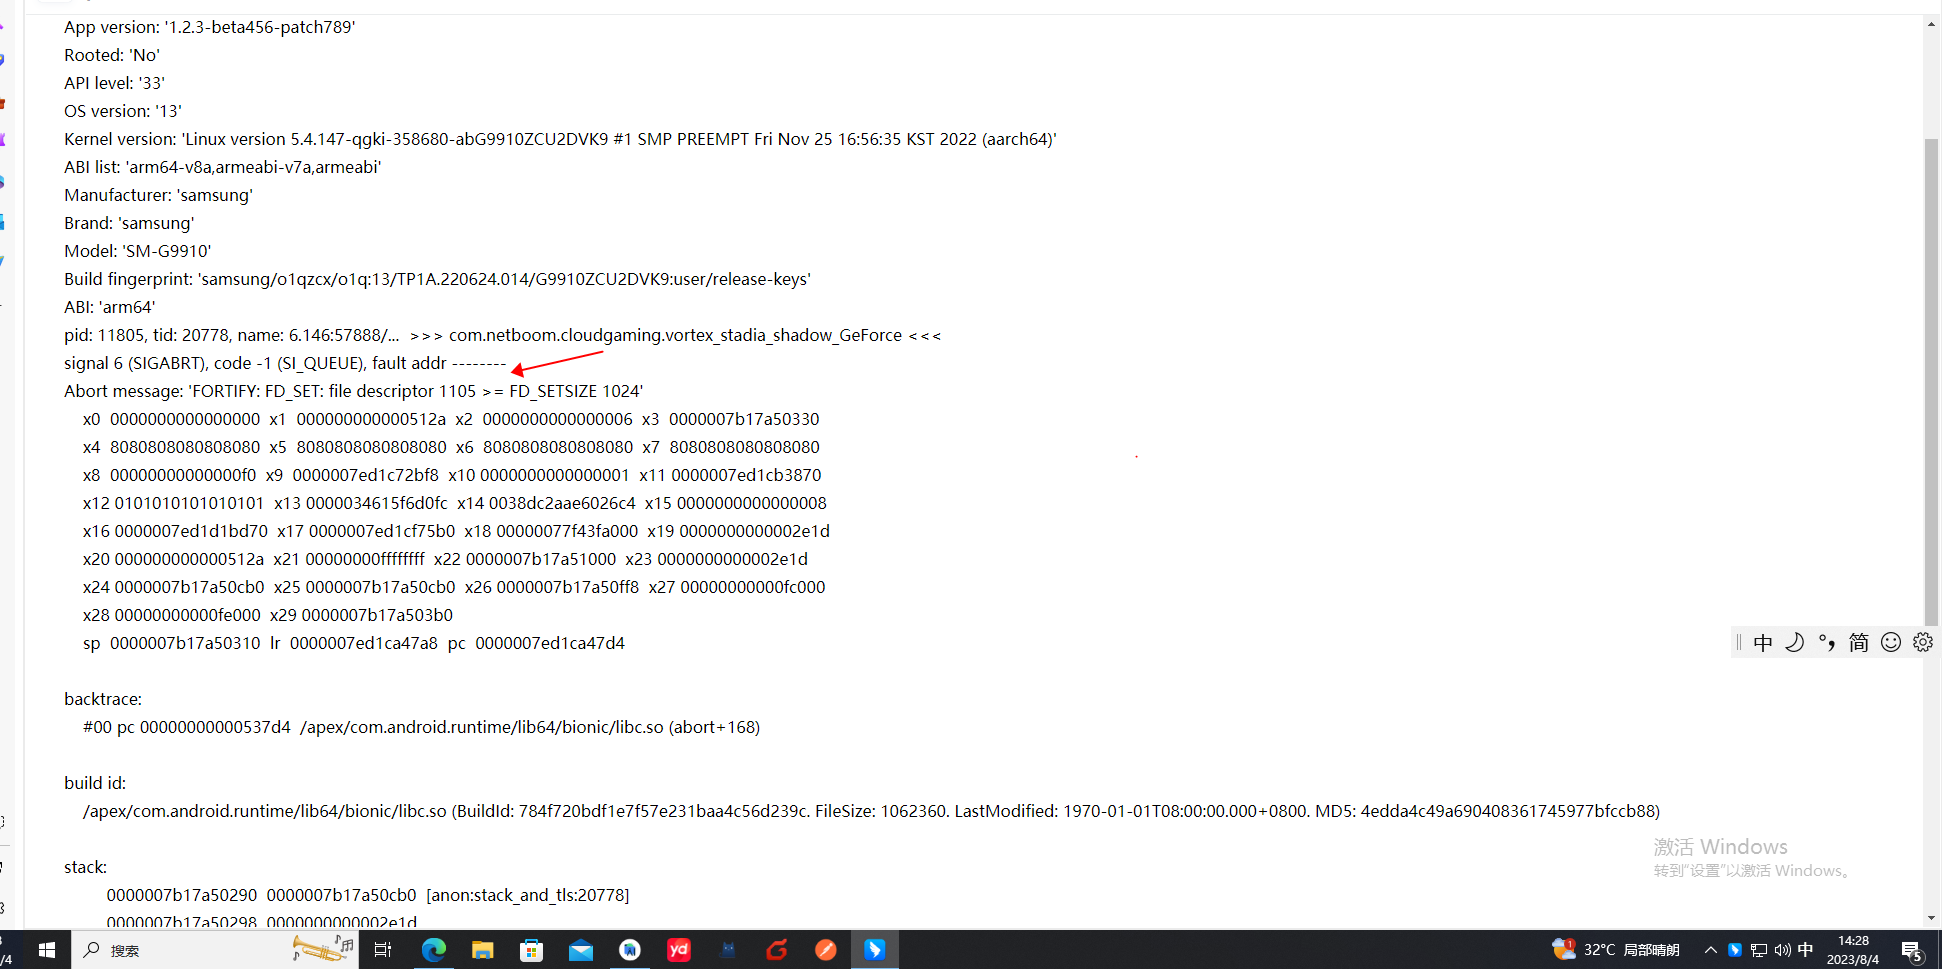 App version: '1.2.3-beta456-patch789'
Rooted: 'No'
API level: '33'
OS version: '13'
Kernel version: 'Linux version 5.4.147-qgki-358680-abG9910ZCU2DVK9 #1 SMP PREEMPT Fri Nov 25 16:56:35 KST 2022 (aarch64)'
ABI list: 'arm64-v8a,armeabi-v7a,armeabi'
Manufacturer: 'samsung'
Brand: 'samsung'
Model: 'SM-G9910'
Build fingerprint: 'samsung/o1qzcx/o1q:13/TP1A.220624.014/G9910ZCU2DVK9:user/release-keys'
ABI: 'arm64'
pid: 11805, tid: 20778, name: 6.146:57888/... >>> com.netboom.cloudgaming.vortex_stadia_shadow_GeForce <<<
signal 6 (SIGABRT), code -1 (SI_QUEUE), fault addr --------
Abort message: 'FORTIFY: FD_SET: file descriptor 1105 >= FD_SETSIZE 1024'
x0 0000000000000000 x1 000000000000512a x2 0000000000000006 x3 0000007b17a50330
x4 8080808080808080 x5 8080808080808080 x6 8080808080808080 x7 8080808080808080
x8 00000000000000f0 x9 0000007ed1c72bf8 x10 0000000000000001 x11 0000007ed1cb3870
x12 0101010101010101 x13 0000034615f6d0fc x14 0038dc2aae6026c4 x15 0000000000000008
x16 0000007ed1d1bd70 x17 0000007ed1cf75b0 x18 00000077f43fa000 x19 0000000000002e1d
x20 000000000000512a x21 00000000ffffffff x22 0000007b17a51000 x23 0000000000002e1d
x24 0000007b17a50cb0 x25 0000007b17a50cb0 x26 0000007b17a50ff8 x27 00000000000fc000
x28 00000000000fe000 x29 0000007b17a503b0
sp 0000007b17a50310 lr 0000007ed1ca47a8 pc 0000007ed1ca47d4
中 °, 简
backtrace:
#00 pc 00000000000537d4 /apex/com.android.runtime/lib64/bionic/libc.so (abort+168)
build id:
/apex/com.android.runtime/lib64/bionic/libc.so (BuildId: 784f720bdf1e7f57e231baa4c56d239c. FileSize: 1062360. LastModified: 1970-01-01T08:00:00.000+0800. MD5: 4edda4c49a690408361745977bfccb88)
激活 Windows
转到"设置"以激活 Windows。
stack:
0000007b17a50290 0000007b17a50cb0 [anon:stack_and_tls:20778]
0000007b17a50298 0000000000002e1d
/4
搜索
yd
1
32°C 局部晴朗
中
14:28
2023/8/4
5